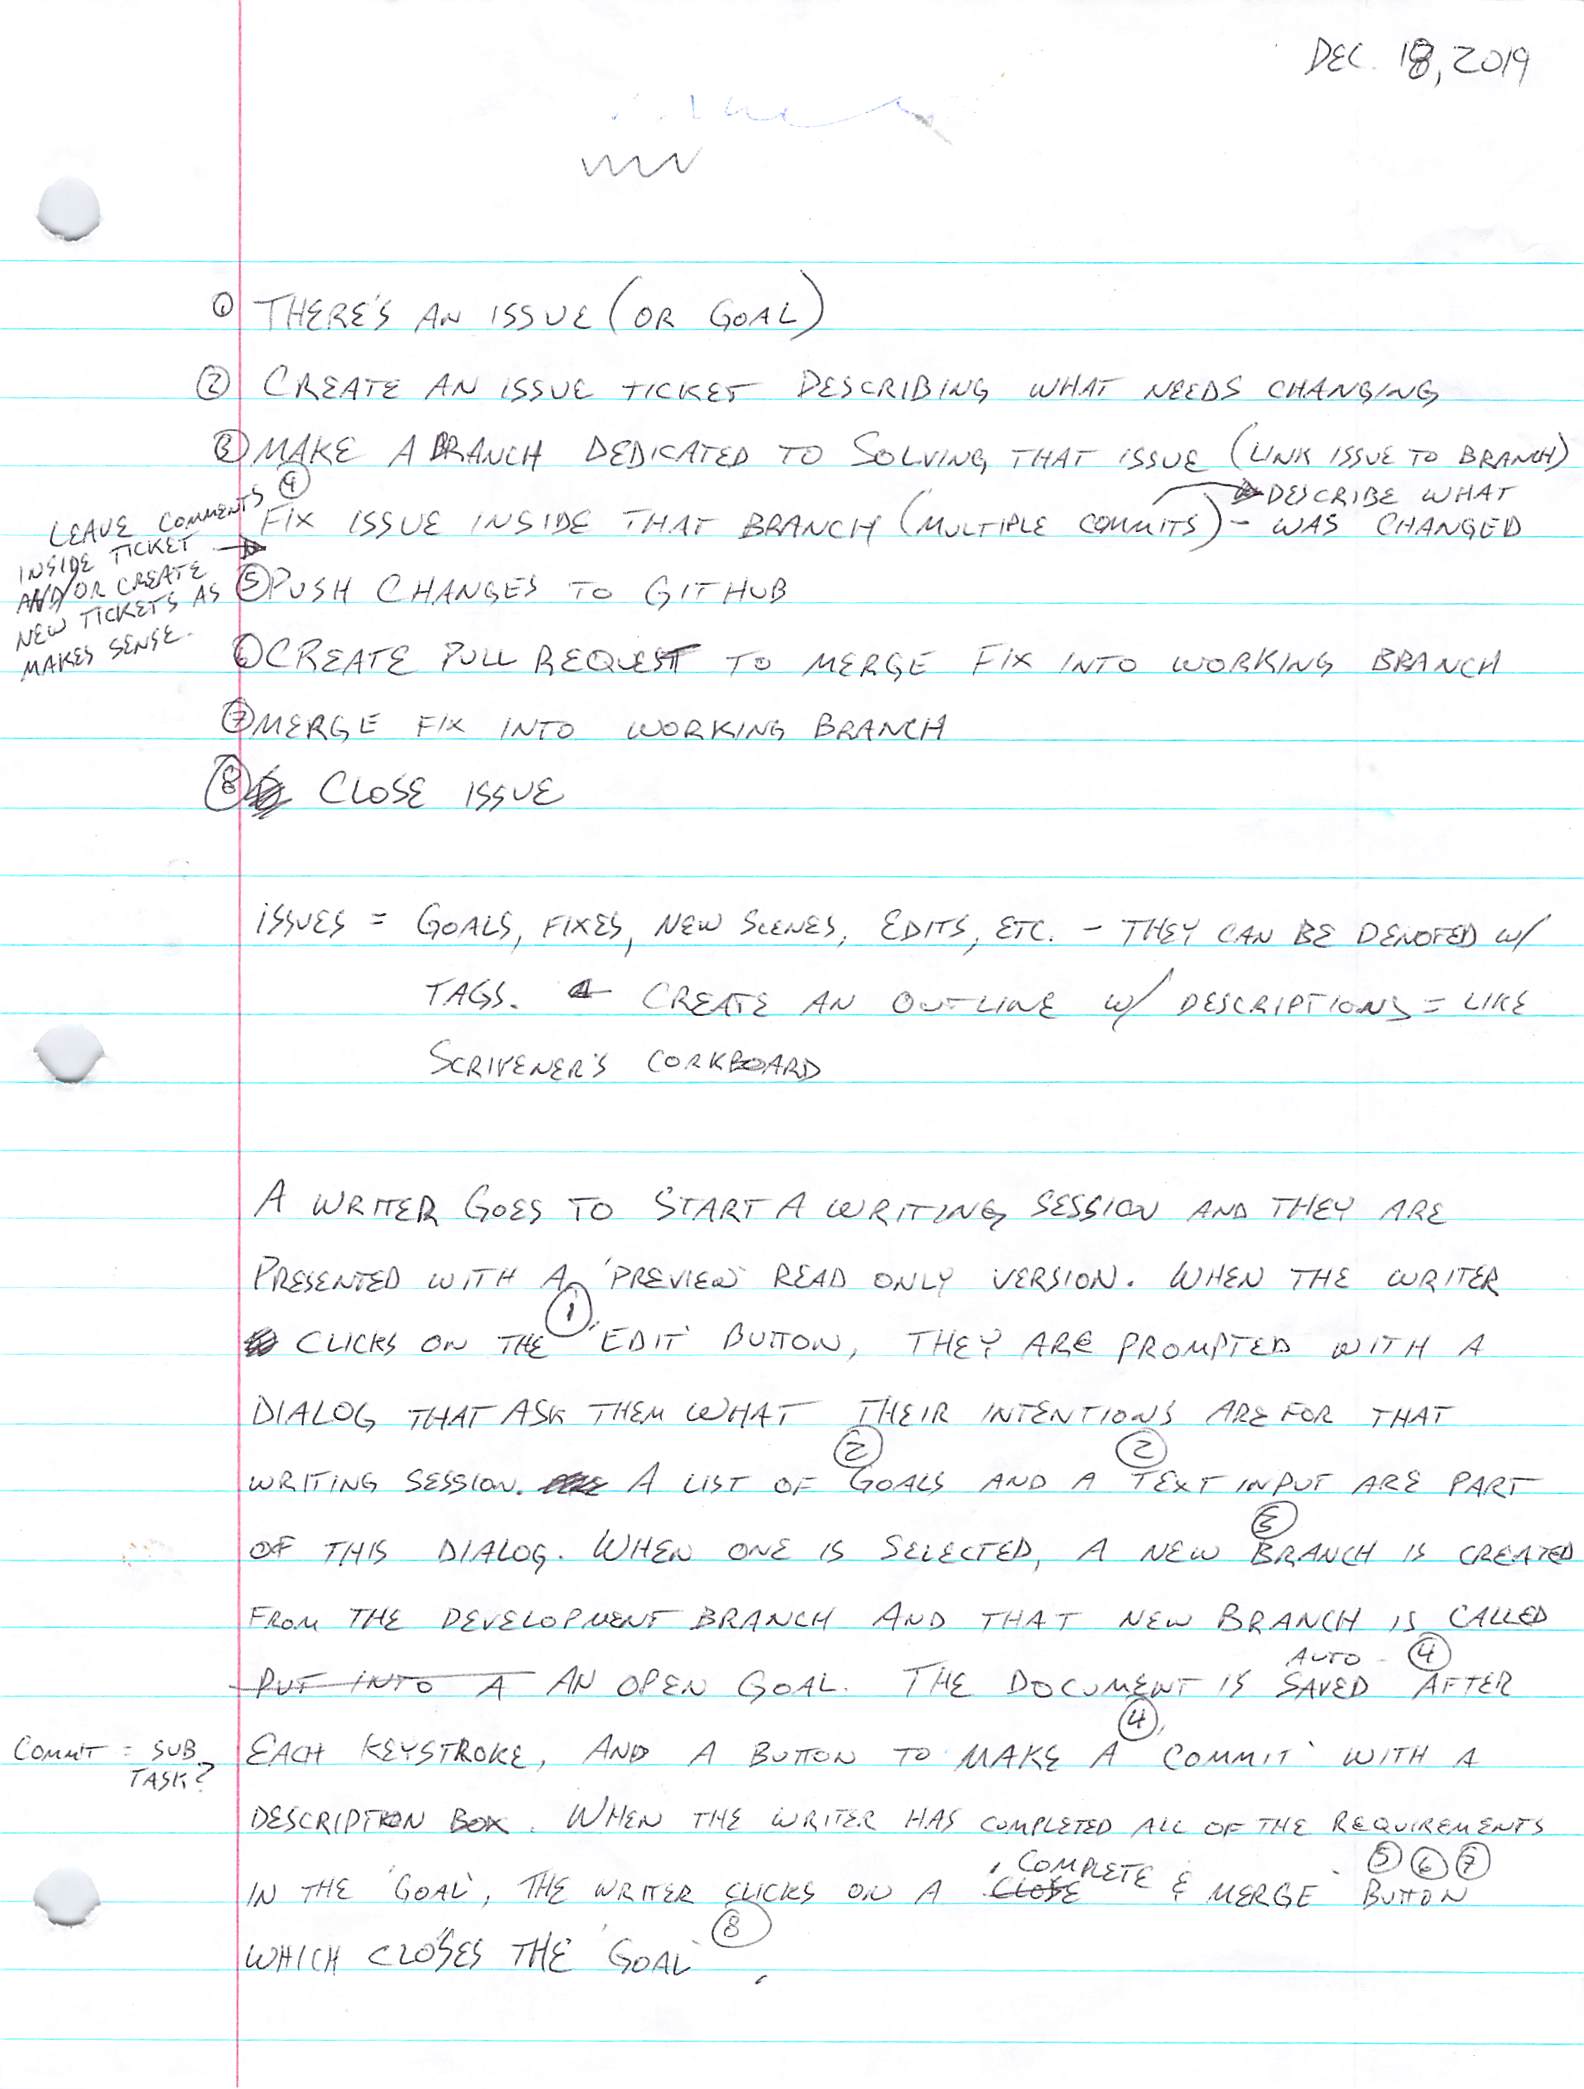 DEC. 18, 2019
① THERE'S AN ISSUE (OR GOAL)
② CREATE AN ISSUE TICKET DESCRIBING WHAT NEEDS CHANGING
③ MAKE A BRANCH DEDICATED TO SOLVING THAT ISSUE (LINK ISSUE TO BRANCH)
④ FIX ISSUE INSIDE THAT BRANCH (MULTIPLE COMMITS) - DESCRIBE WHAT
WAS CHANGED
LEAVE COMMENTS
INSIDE TICKET
AND/OR CREATE
NEW TICKETS AS
MAKES SENSE.
⑤ PUSH CHANGES TO GITHUB
⑥ CREATE PULL REQUEST TO MERGE FIX INTO WORKING BRANCH
⑦ MERGE FIX INTO WORKING BRANCH
⑧ CLOSE ISSUE
ISSUES = GOALS, FIXES, NEW SCENES, EDITS, ETC. - THEY CAN BE DENOTED W/
TAGS. CREATE AN OUTLINE W/ DESCRIPTIONS = LIKE
SCRIVENER'S CORKBOARD
A WRITER GOES TO START A WRITING SESSION AND THEY ARE
PRESENTED WITH A 'PREVIEW' READ ONLY VERSION. WHEN THE WRITER
CLICKS ON THE ① 'EDIT' BUTTON, THEY ARE PROMPTED WITH A
DIALOG THAT ASK THEM WHAT THEIR INTENTIONS ARE FOR THAT
WRITING SESSION. A LIST OF ② GOALS AND A ② TEXT INPUT ARE PART
OF THIS DIALOG. WHEN ONE IS SELECTED, A NEW ③ BRANCH IS CREATED
FROM THE DEVELOPMENT BRANCH AND THAT NEW BRANCH IS CALLED
PUT INTO A AN OPEN GOAL. THE DOCUMENT IS AUTO-SAVED ④ AFTER
EACH KEYSTROKE, AND A BUTTON TO MAKE A ④ 'COMMIT' WITH A
COMMIT = SUB
TASK?
DESCRIPTION BOX. WHEN THE WRITER HAS COMPLETED ALL OF THE REQUIREMENTS
IN THE 'GOAL', THE WRITER CLICKS ON A 'CLOSE COMPLETE & MERGE' BUTTON ⑤ ⑥ ⑦
WHICH CLOSES THE 'GOAL' ⑧.